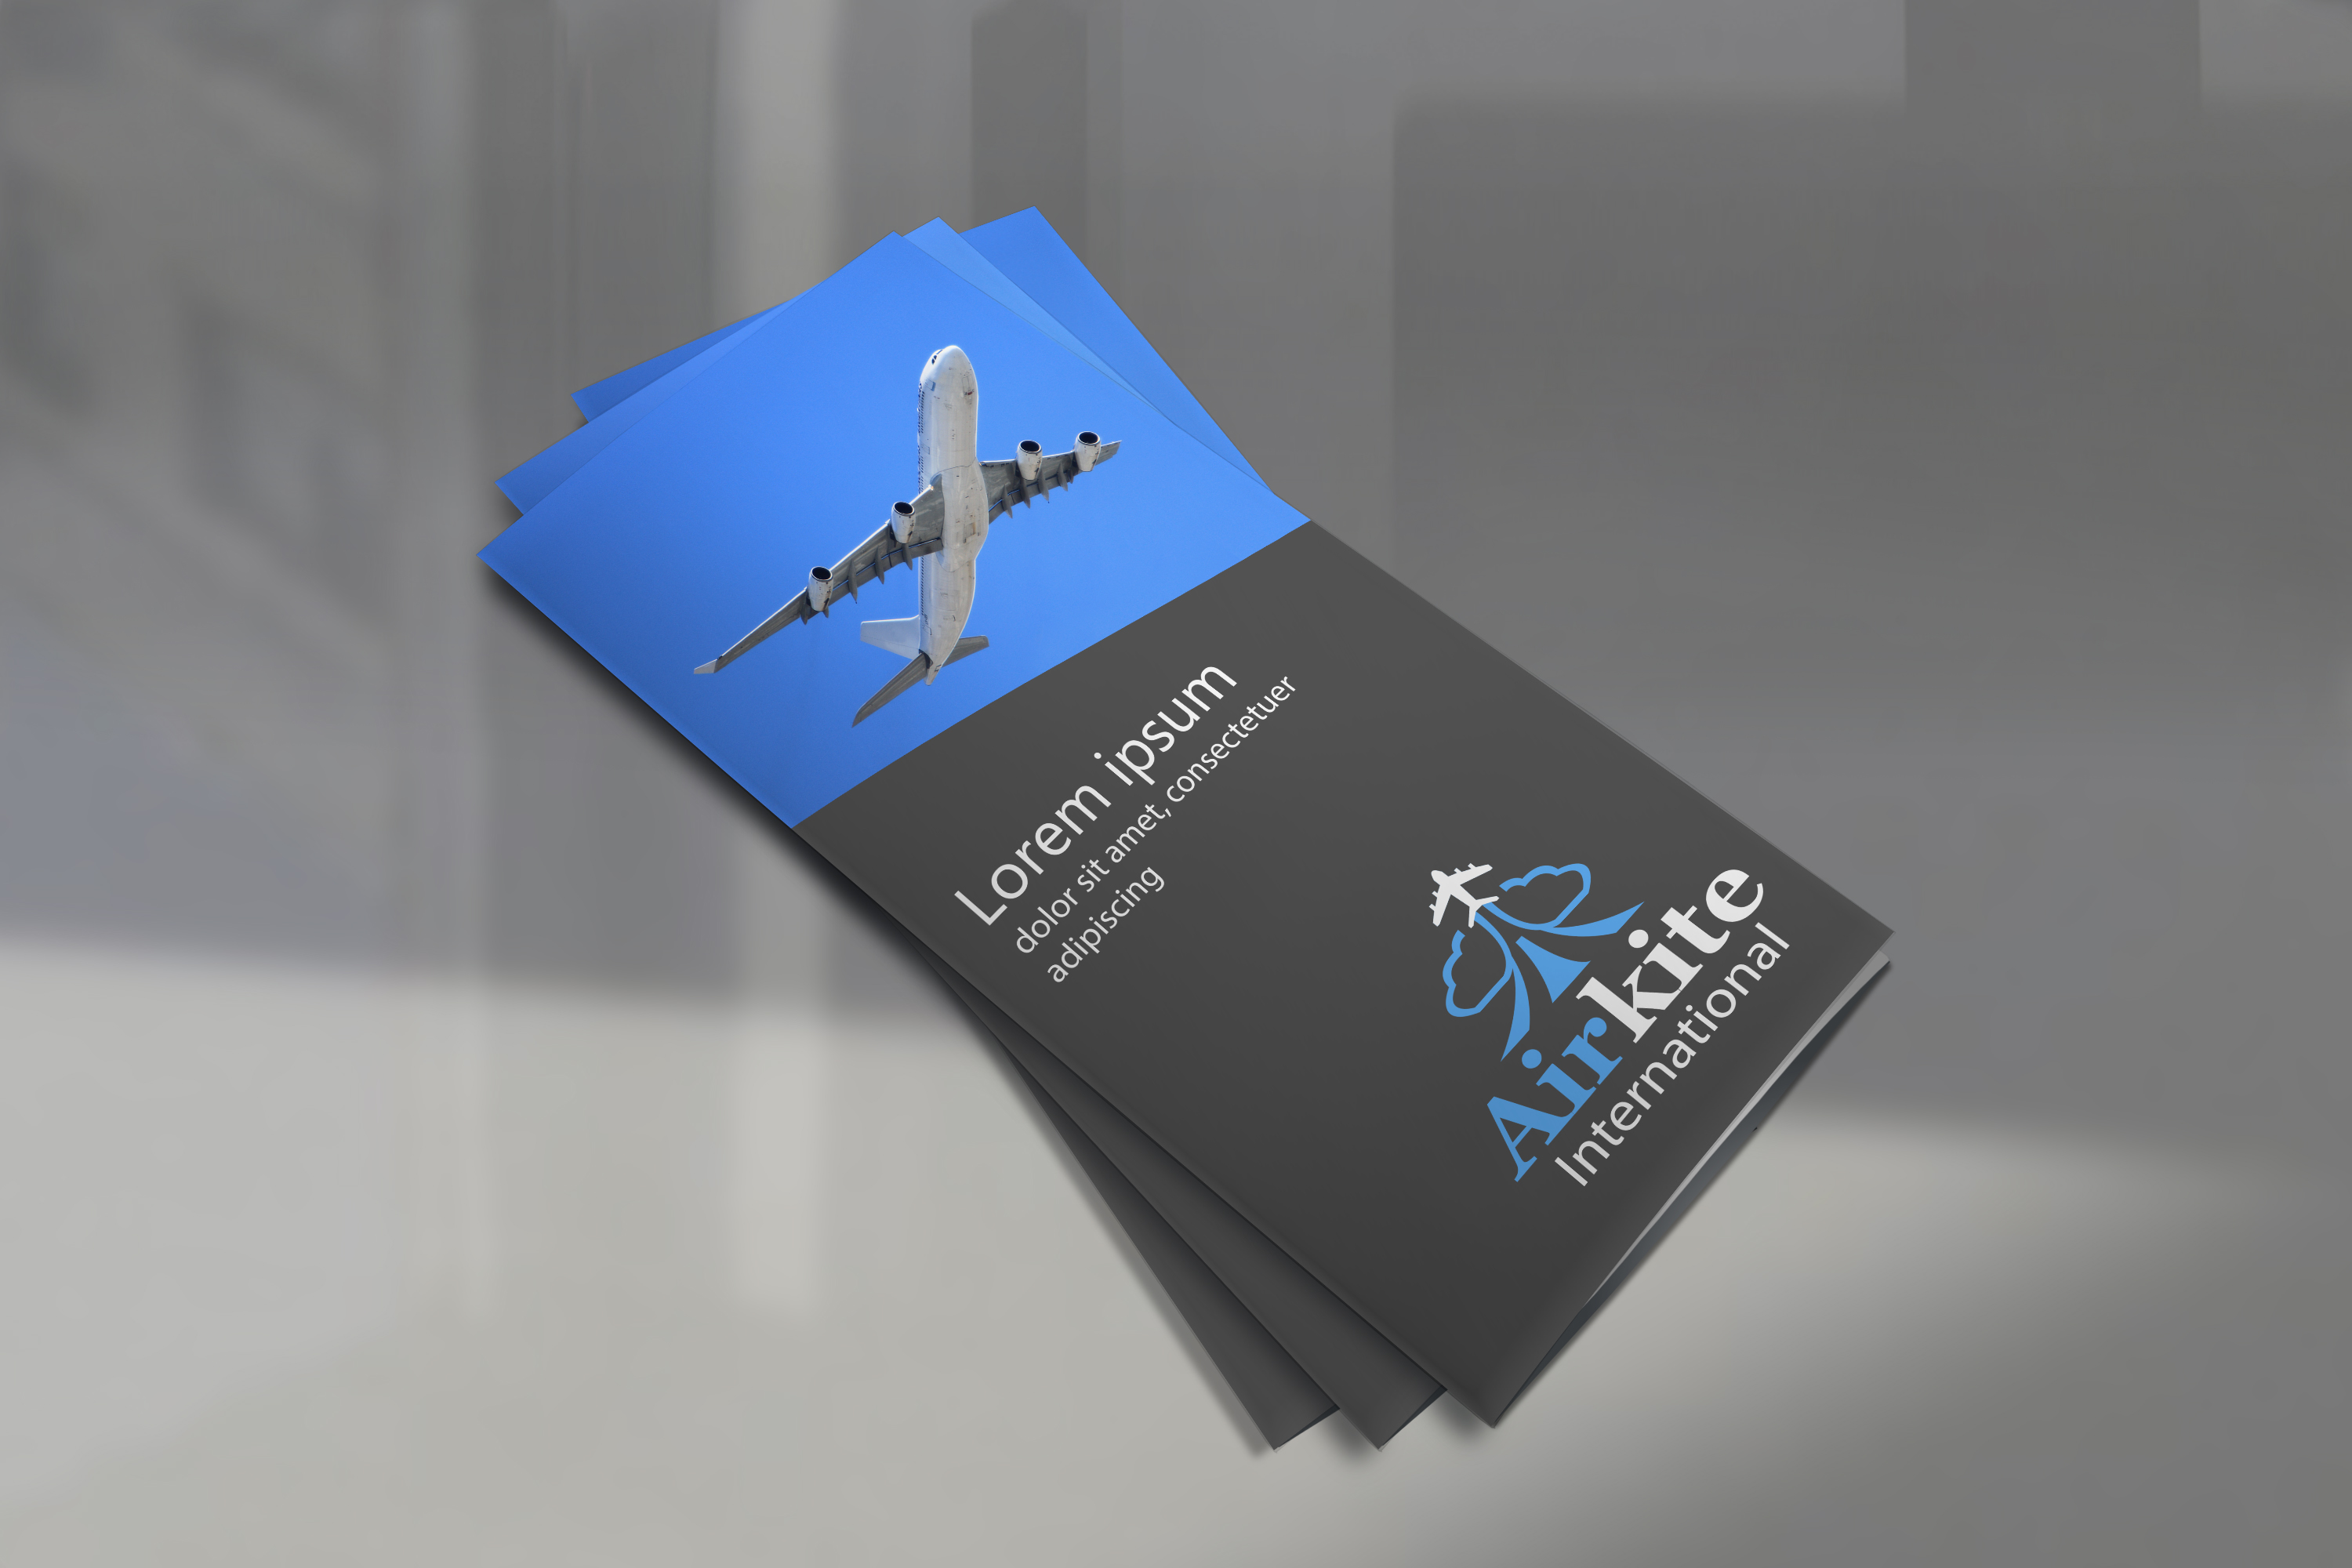 Lorem ipsum
dolor sit amet, consectetuer
adipiscing
Airkite
International